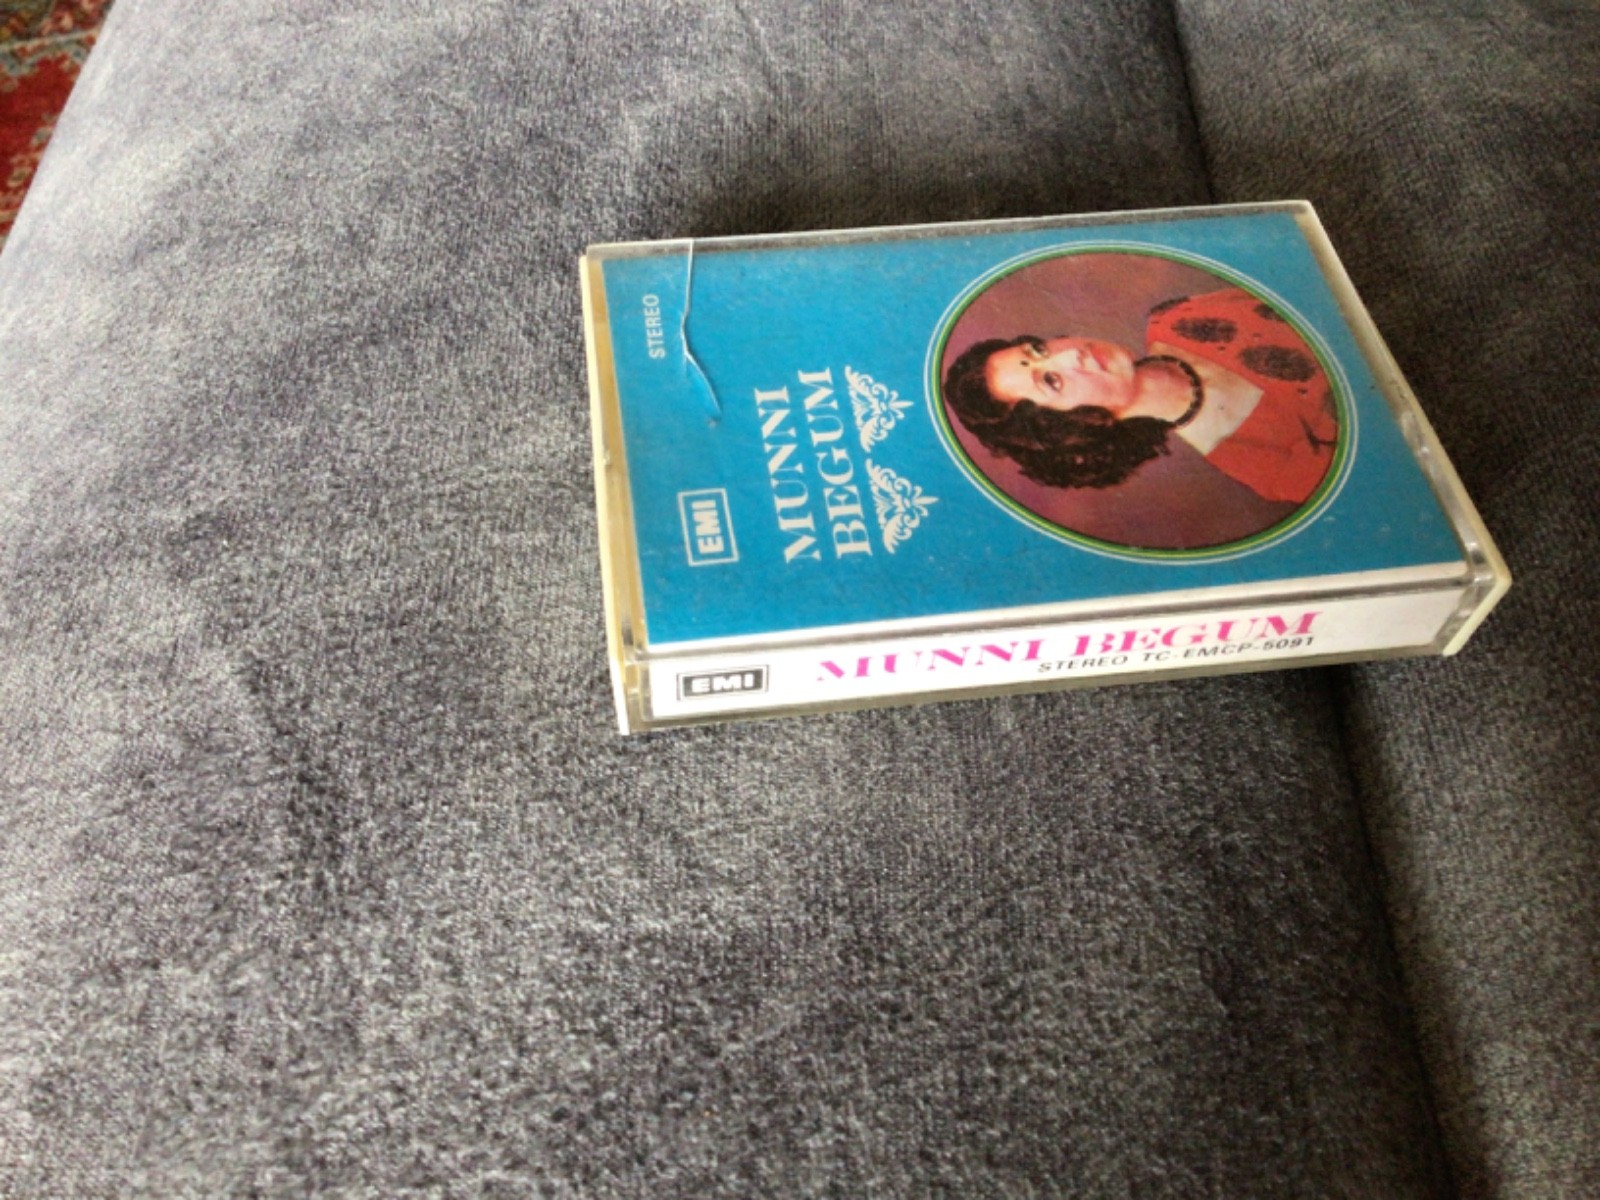 STEREO
EMI
MUNNI
BEGUM
EMI
MUNNI BEGUM
STEREO TC-EMCP-5091